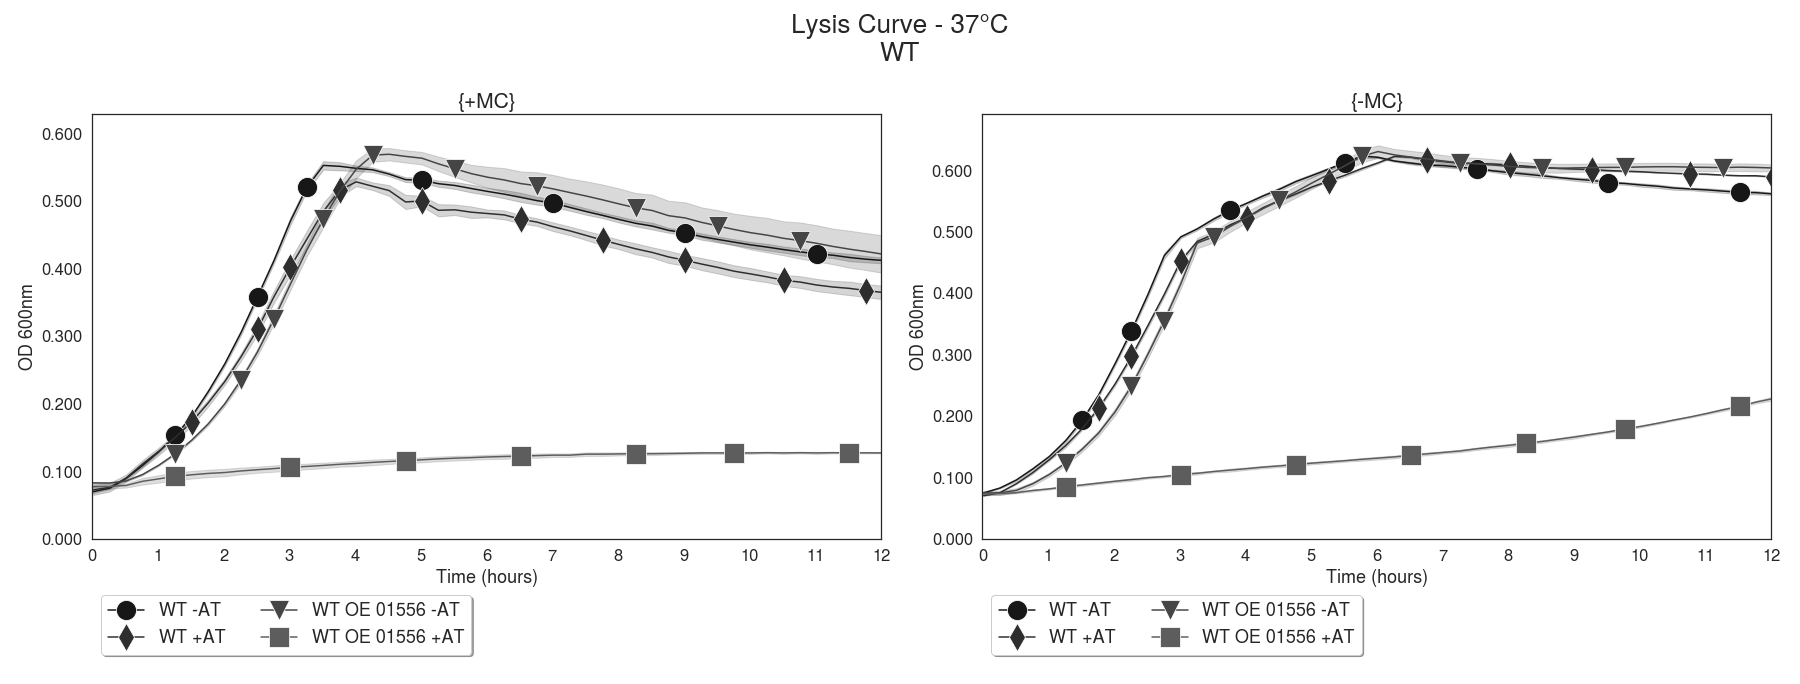 Lysis Curve - 37°C
WT
{+MC}
OD 600nm
0.600
0.500
0.400
0.300
0.200
0.100
0.000
0 1 2 3 4 5 6 7 8 9 10 11 12
Time (hours)
WT -AT
WT +AT
WT OE 01556 -AT
WT OE 01556 +AT
{-MC}
OD 600nm
0.600
0.500
0.400
0.300
0.200
0.100
0.000
0 1 2 3 4 5 6 7 8 9 10 11 12
Time (hours)
WT -AT
WT +AT
WT OE 01556 -AT
WT OE 01556 +AT